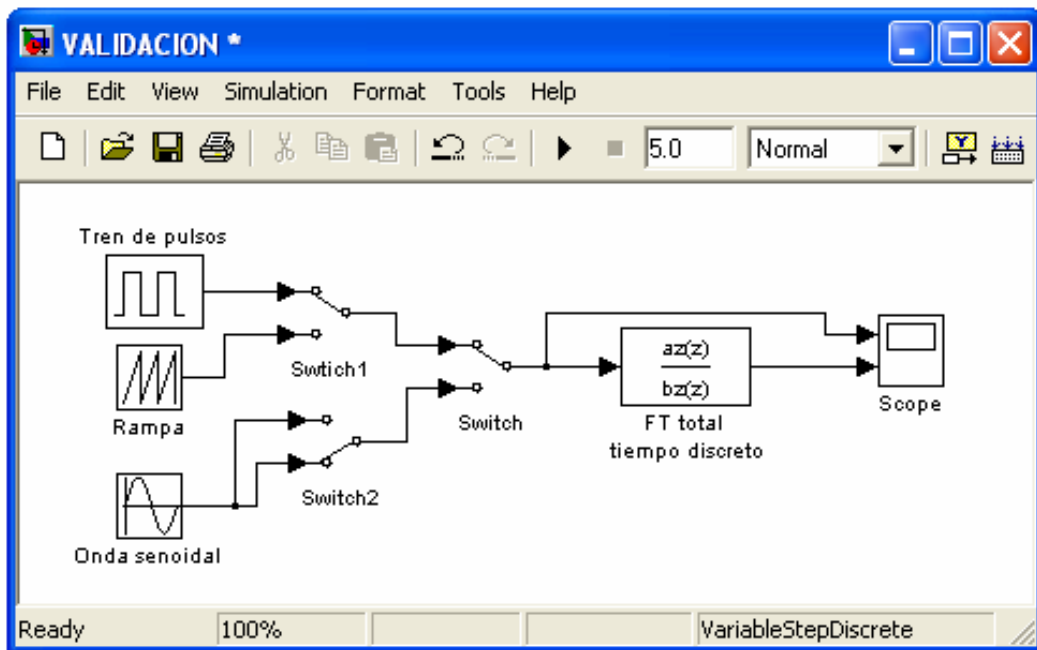 VALIDACION *
File Edit View Simulation Format Tools Help
5.0 Normal
Tren de pulsos
Swtich1
Rampa
Switch
Switch2
Onda senoidal
az(z)
bz(z)
FT total
tiempo discreto
Scope
Ready 100% VariableStepDiscrete